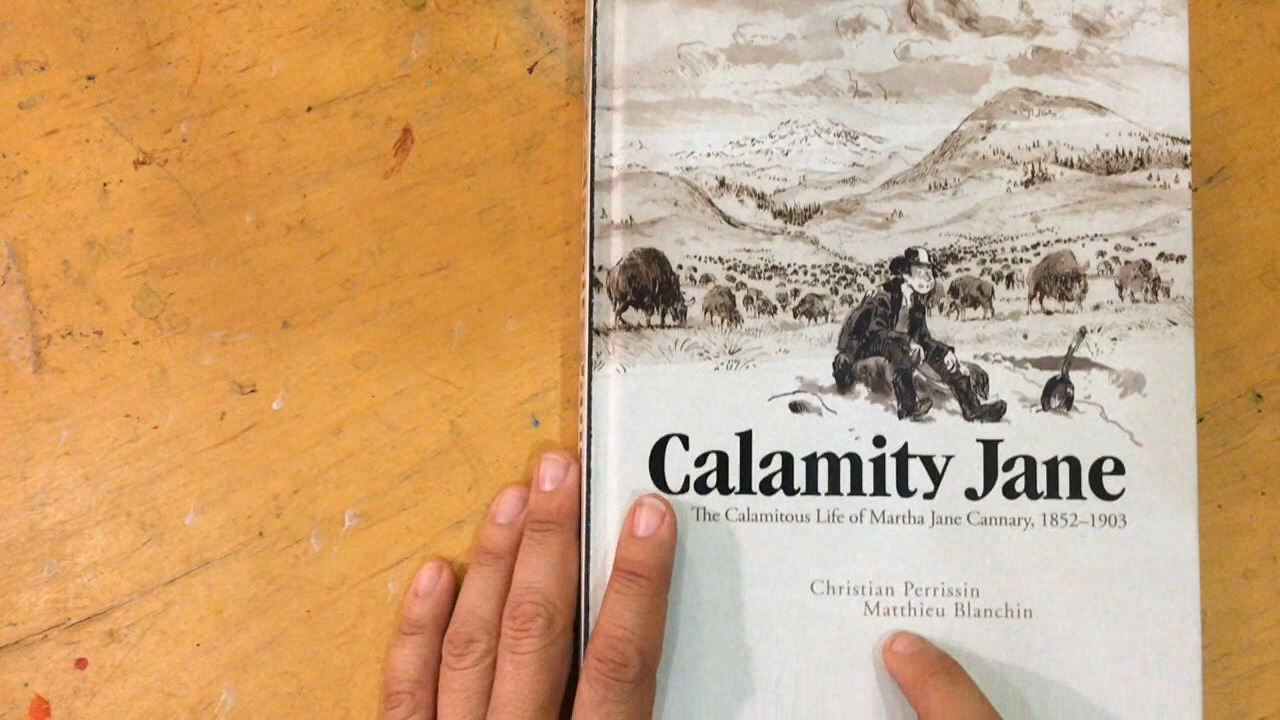 Calamity Jane
The Calamitous Life of Martha Jane Cannary, 1852–1903
Christian Perrissin
Matthieu Blanchin